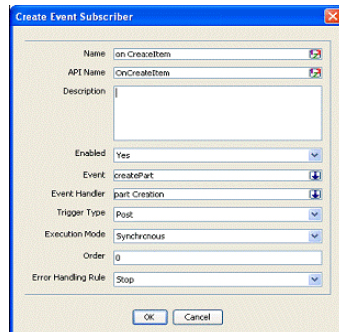 Create Event Subscriber
Name on CreateItem
API Name OnCreateItem
Description
Enabled Yes
Event createPart
Event Handler part Creation
Trigger Type Post
Execution Mode Synchronous
Order 0
Error Handling Rule Stop
OK Cancel